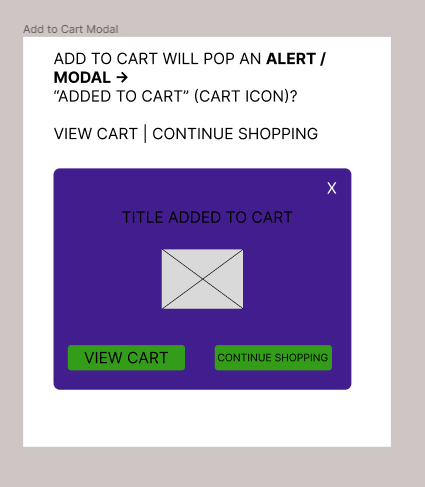 Add to Cart Modal
ADD TO CART WILL POP AN ALERT /
MODAL →
“ADDED TO CART” (CART ICON)?
VIEW CART | CONTINUE SHOPPING
X
TITLE ADDED TO CART
VIEW CART
CONTINUE SHOPPING